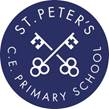 ST. PETER'S
C.E. PRIMARY SCHOOL